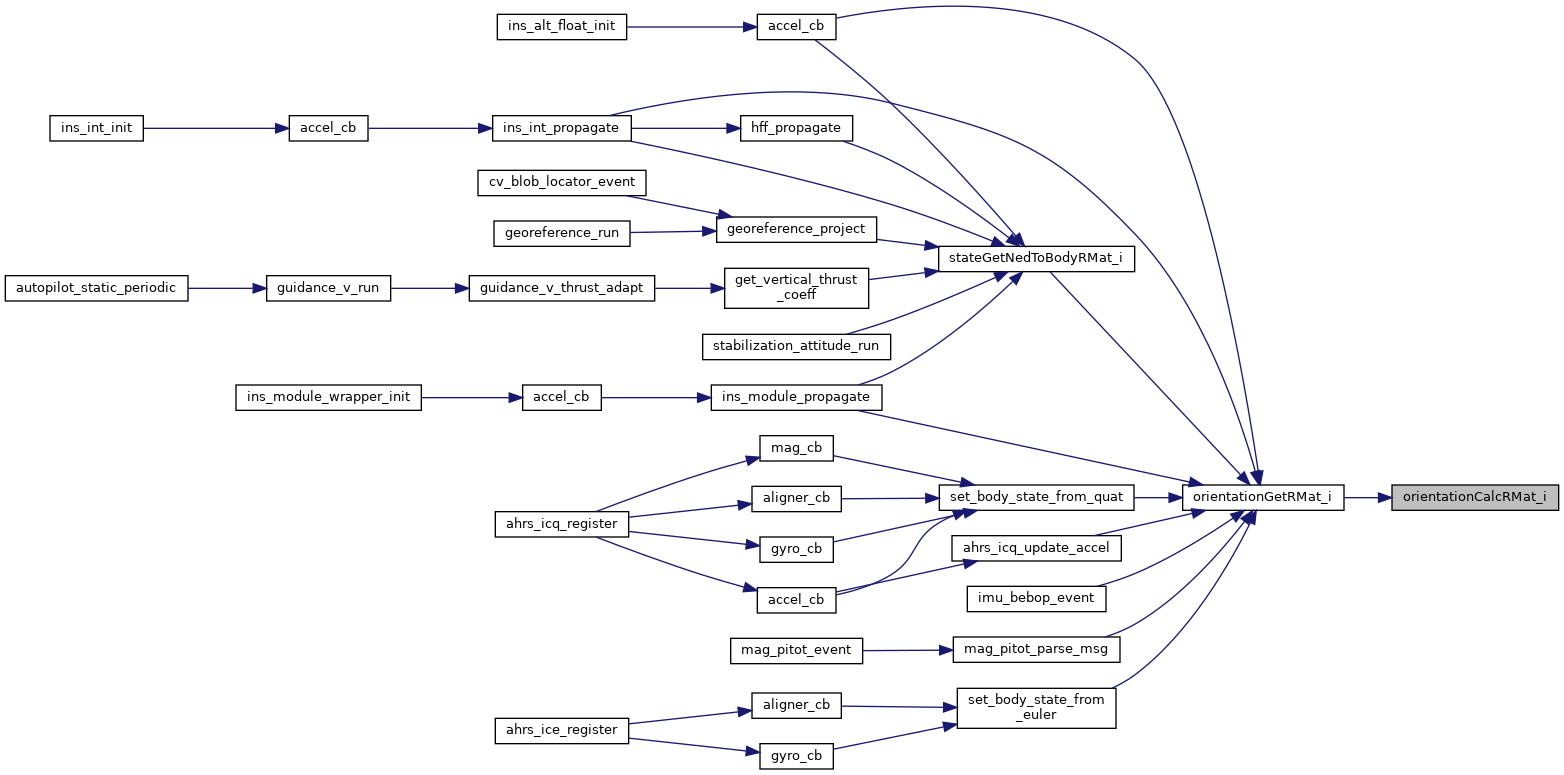 ins_alt_float_init
accel_cb
ins_int_init
accel_cb
ins_int_propagate
hff_propagate
cv_blob_locator_event
georeference_run
georeference_project
stateGetNedToBodyRMat_i
autopilot_static_periodic
guidance_v_run
guidance_v_thrust_adapt
get_vertical_thrust
_coeff
stabilization_attitude_run
ins_module_wrapper_init
accel_cb
ins_module_propagate
mag_cb
ahrs_icq_register
aligner_cb
set_body_state_from_quat
orientationGetRMat_i
orientationCalcRMat_i
gyro_cb
ahrs_icq_update_accel
accel_cb
imu_bebop_event
mag_pitot_event
mag_pitot_parse_msg
ahrs_ice_register
aligner_cb
set_body_state_from
_euler
gyro_cb